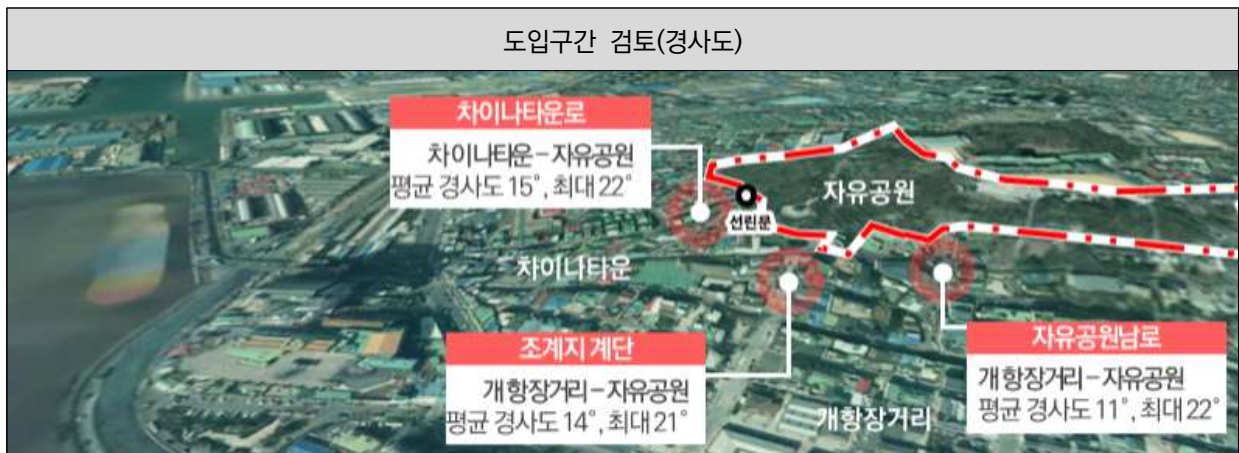 도입구간 검토(경사도)
차이나타운로
차이나타운-자유공원
평균 경사도 15°, 최대 22°
자유공원
선린문
차이나타운
조계지 계단
개항장거리-자유공원
평균 경사도 14°, 최대 21°
자유공원남로
개항장거리-자유공원
평균 경사도 11°, 최대 22°
개항장거리